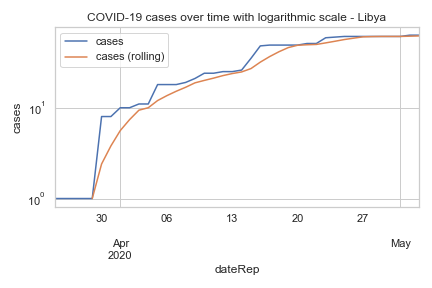 COVID-19 cases over time with logarithmic scale - Libya
cases
cases (rolling)
cases
10¹
10⁰
30 06 13 20 27
Apr May
2020
dateRep